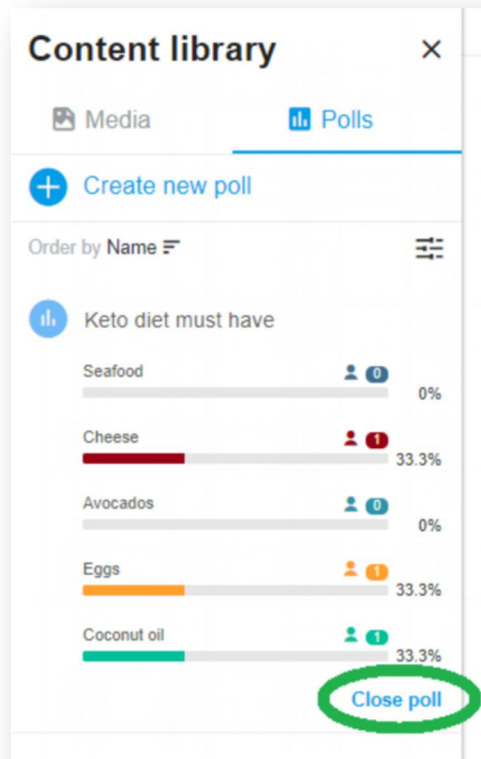 Content library
Media Polls
Create new poll
Order by Name
Keto diet must have
Seafood 0
0%
Cheese 1
33.3%
Avocados 0
0%
Eggs 1
33.3%
Coconut oil 1
33.3%
Close poll